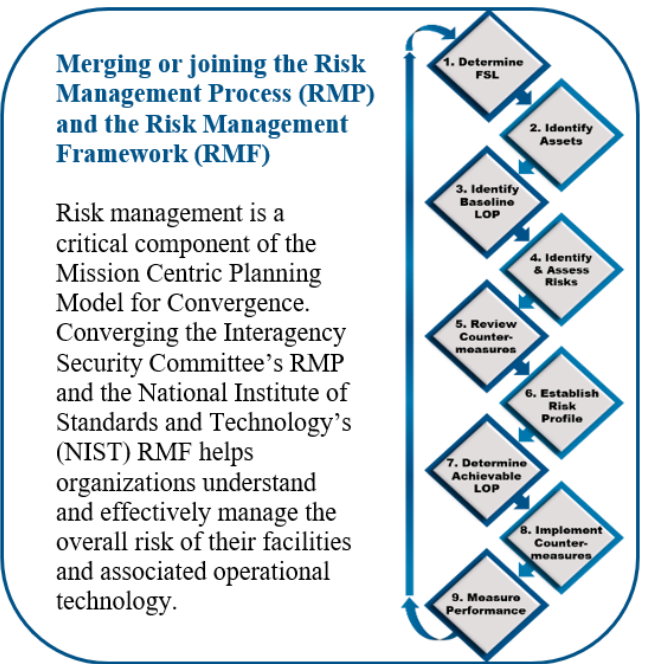 Merging or joining the Risk
Management Process (RMP)
and the Risk Management
Framework (RMF)
Risk management is a
critical component of the
Mission Centric Planning
Model for Convergence.
Converging the Interagency
Security Committee’s RMP
and the National Institute of
Standards and Technology’s
(NIST) RMF helps
organizations understand
and effectively manage the
overall risk of their facilities
and associated operational
technology.
1. Determine
FSL
2. Identify
Assets
3. Identify
Baseline
LOP
4. Identify
& Assess
Risks
5. Review
Counter-
measures
6. Establish
Risk
Profile
7. Determine
Achievable
LOP
8. Implement
Counter-
measures
9. Measure
Performance